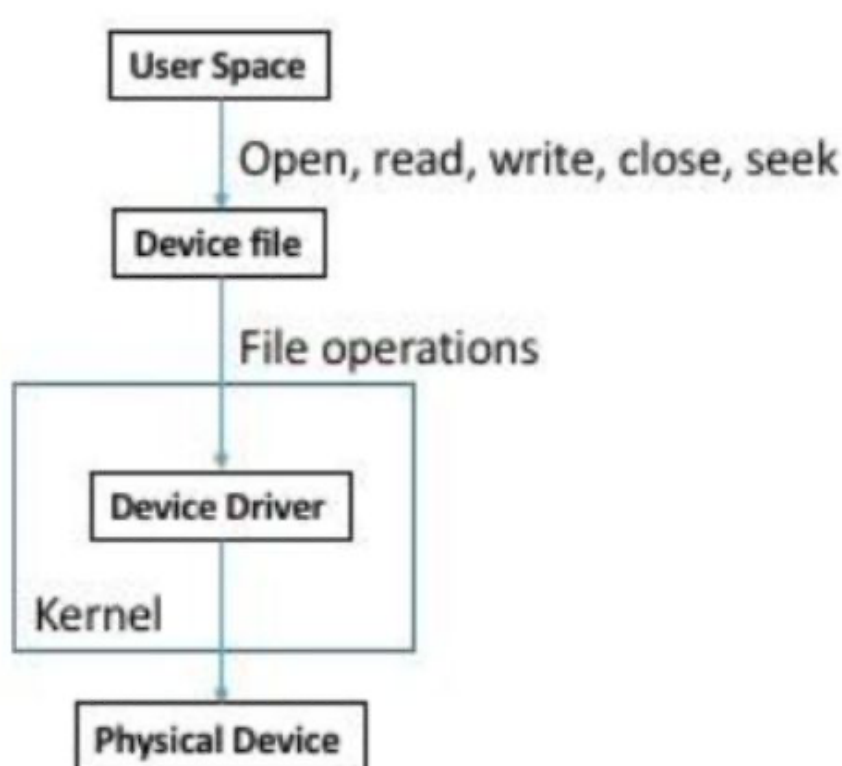 User Space
Open, read, write, close, seek
Device file
File operations
Device Driver
Kernel
Physical Device